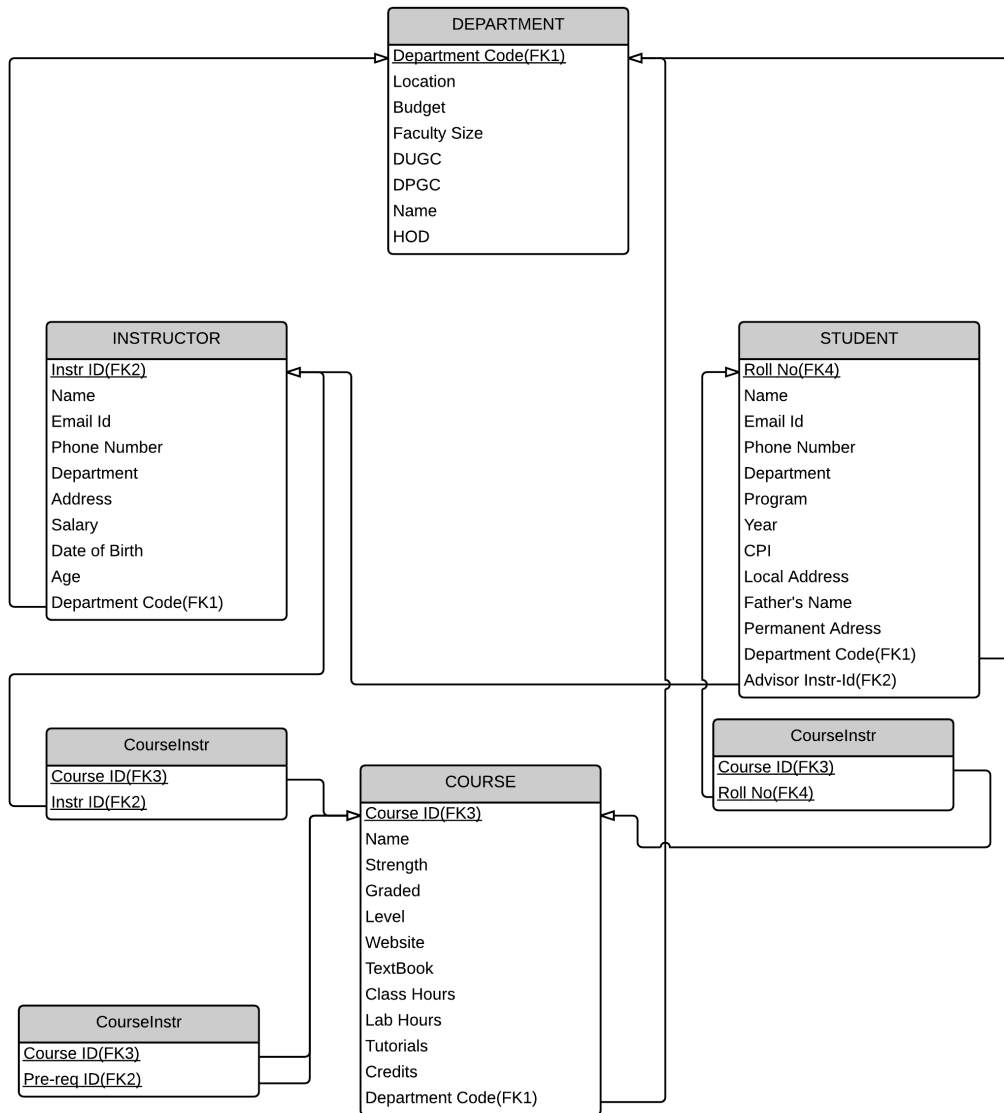 DEPARTMENT
Department Code(FK1)
Location
Budget
Faculty Size
DUGC
DPGC
Name
HOD
INSTRUCTOR
Instr ID(FK2)
Name
Email Id
Phone Number
Department
Address
Salary
Date of Birth
Age
Department Code(FK1)
STUDENT
Roll No(FK4)
Name
Email Id
Phone Number
Department
Program
Year
CPI
Local Address
Father's Name
Permanent Adress
Department Code(FK1)
Advisor Instr-Id(FK2)
CourseInstr
Course ID(FK3)
Instr ID(FK2)
COURSE
Course ID(FK3)
Name
Strength
Graded
Level
Website
TextBook
Class Hours
Lab Hours
Tutorials
Credits
Department Code(FK1)
CourseInstr
Course ID(FK3)
Roll No(FK4)
CourseInstr
Course ID(FK3)
Pre-req ID(FK2)